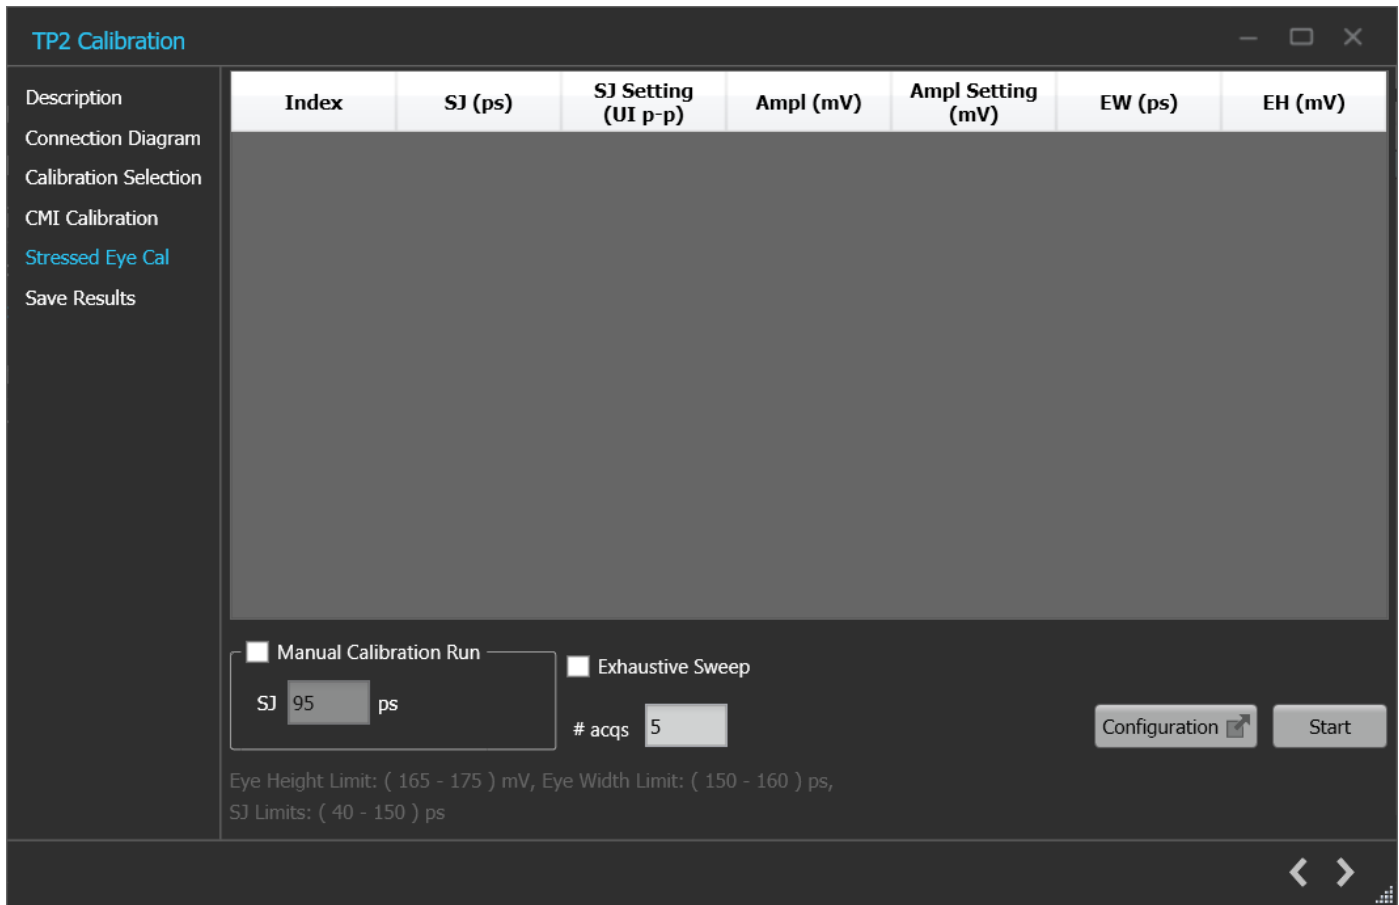 TP2 Calibration
Description
Connection Diagram
Calibration Selection
CMI Calibration
Stressed Eye Cal
Save Results
Index
SJ (ps)
SJ Setting
(UI p-p)
Ampl (mV)
Ampl Setting
(mV)
EW (ps)
EH (mV)
Manual Calibration Run
SJ 95 ps
Exhaustive Sweep
# acqs 5
Configuration
Start
Eye Height Limit: ( 165 - 175 ) mV, Eye Width Limit: ( 150 - 160 ) ps,
SJ Limits: ( 40 - 150 ) ps